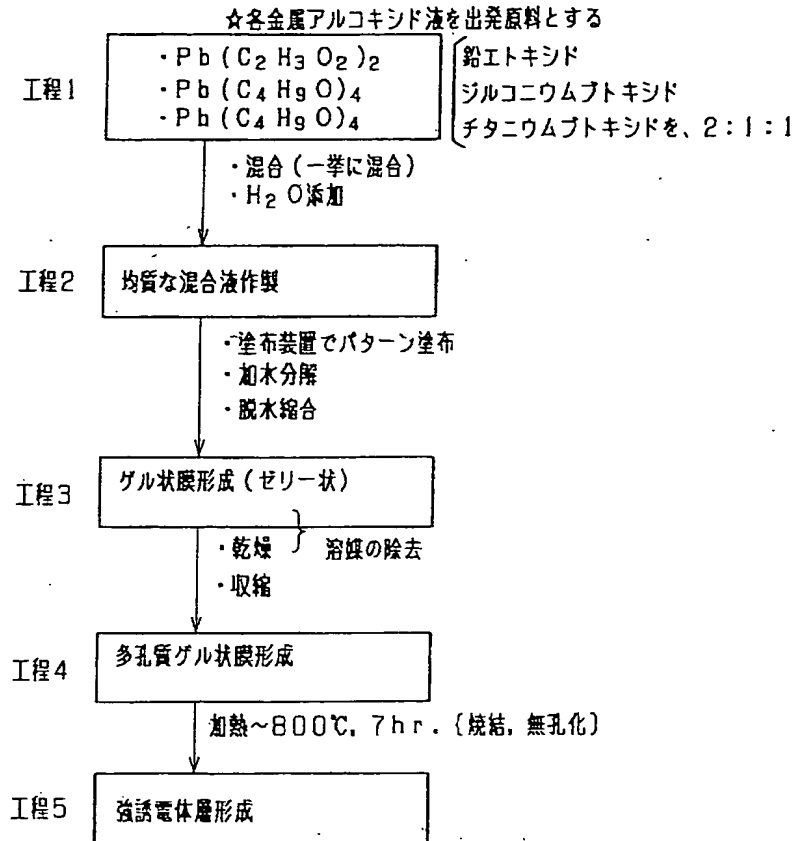 ☆各金属アルコキシド液を出発原料とする
工程1
・Pb(C2H3O2)2
・Pb(C4H9O)4
・Pb(C4H9O)4
鉛エトキシド
ジルコニウムブトキシド
チタニウムブトキシドを、2:1:1
・混合(一挙に混合)
・H2O添加
工程2
均質な混合液作製
・塗布装置でパターン塗布
・加水分解
・脱水縮合
工程3
ゲル状膜形成(ゼリー状)
・乾燥
・収縮
溶媒の除去
工程4
多孔質ゲル状膜形成
加熱~800℃, 7hr. {焼結, 無孔化}
工程5
強誘電体層形成